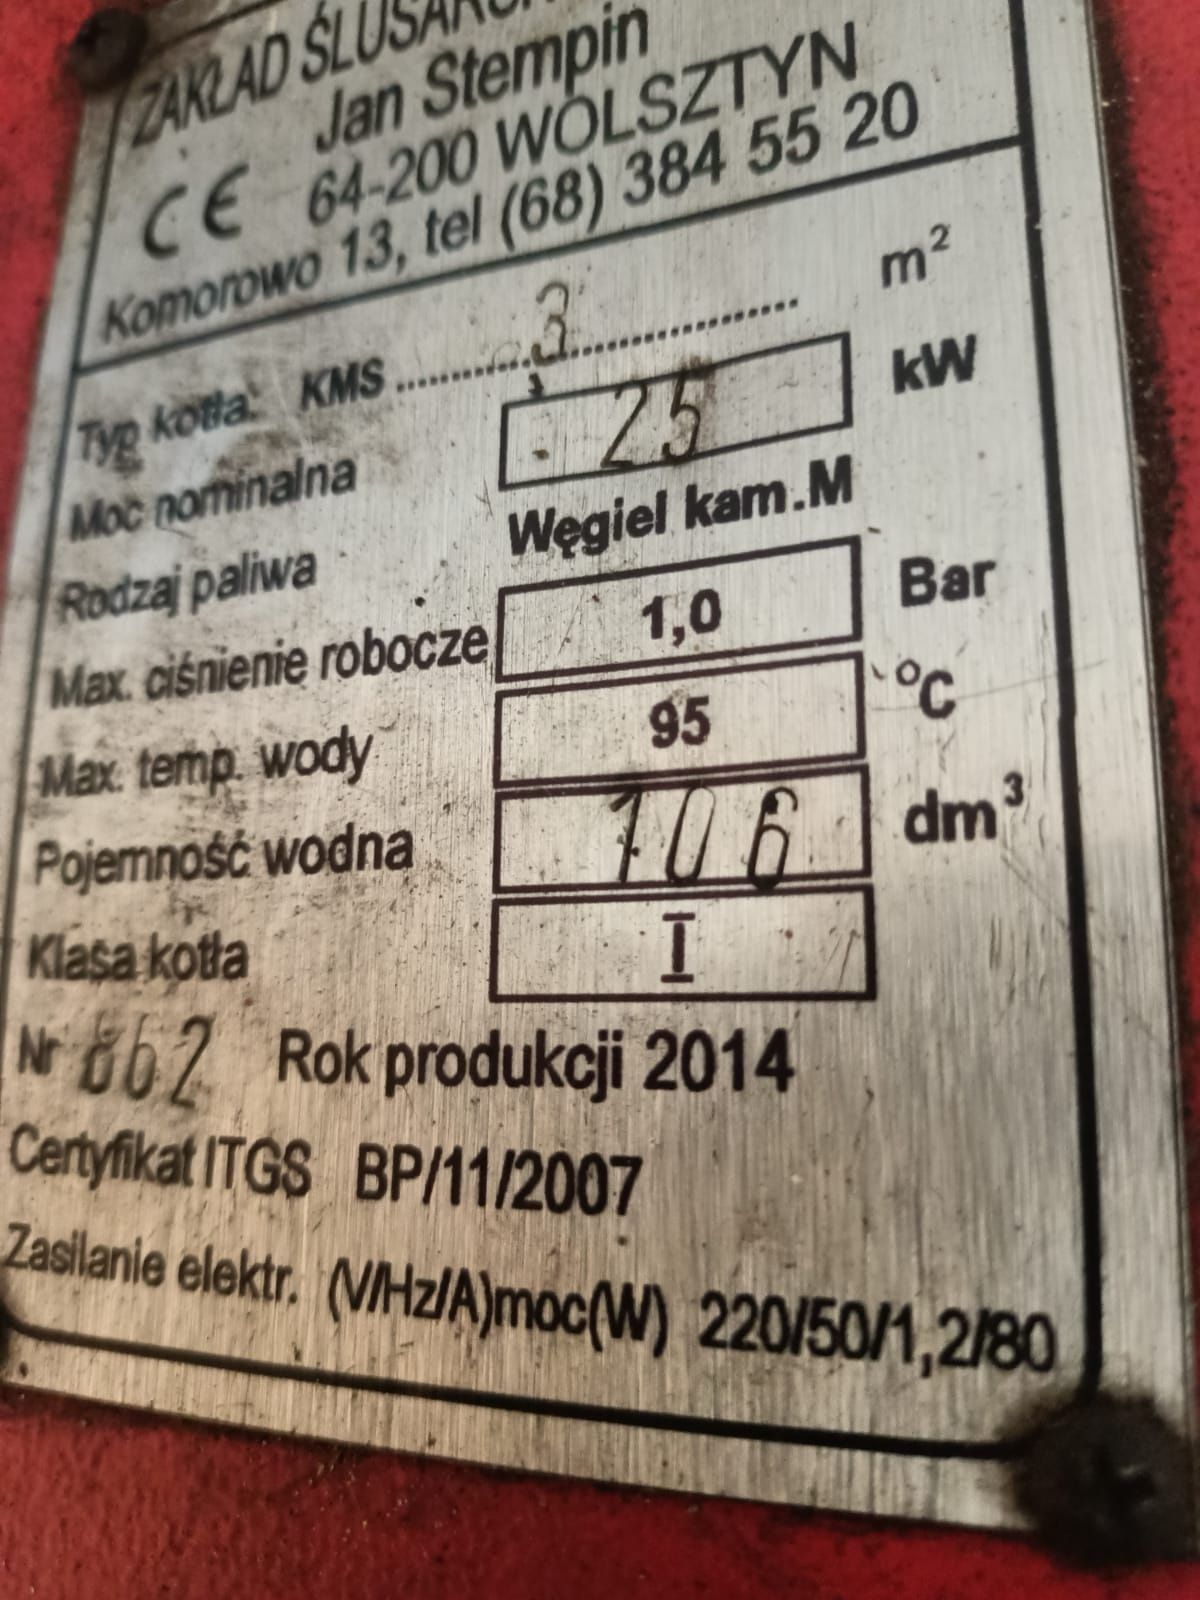 ZAKŁAD
Jan Stempin
CE 64-200 WOLSZTYN
Komorowo 13, tel (68) 384 55 20
Typ kotła: KMS ........3........ m²
Moc nominalna 25 kW
Rodzaj paliwa Węgiel kam.M
Max. ciśnienie robocze 1,0 Bar
Max. temp. wody 95 °C
Pojemność wodna 106 dm³
Klasa kotła I
Nr Rok produkcji 2014
Certyfikat ITGS BP/11/2007
Zasilanie elektr. (V/Hz/A)moc(W) 220/50/1,2/80